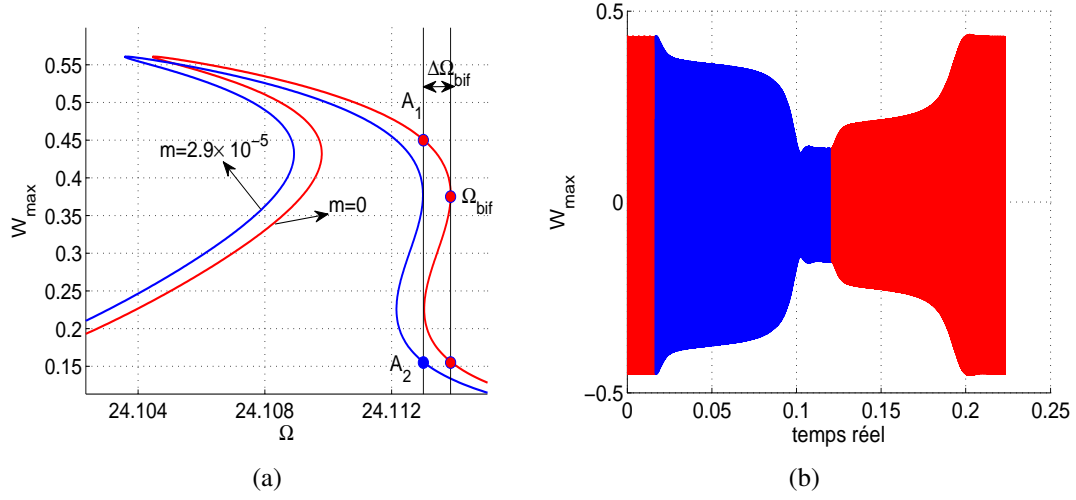 W_max
0.55
0.5
0.45
0.4
0.35
0.3
0.25
0.2
0.15
24.104
24.108
24.112
Ω
ΔΩ_bif
A_1
Ω_bif
m=2.9× 10^−5
m=0
A_2
(a)
W_max
0.5
0
−0.5
0
0.05
0.1
0.15
0.2
0.25
temps réel
(b)